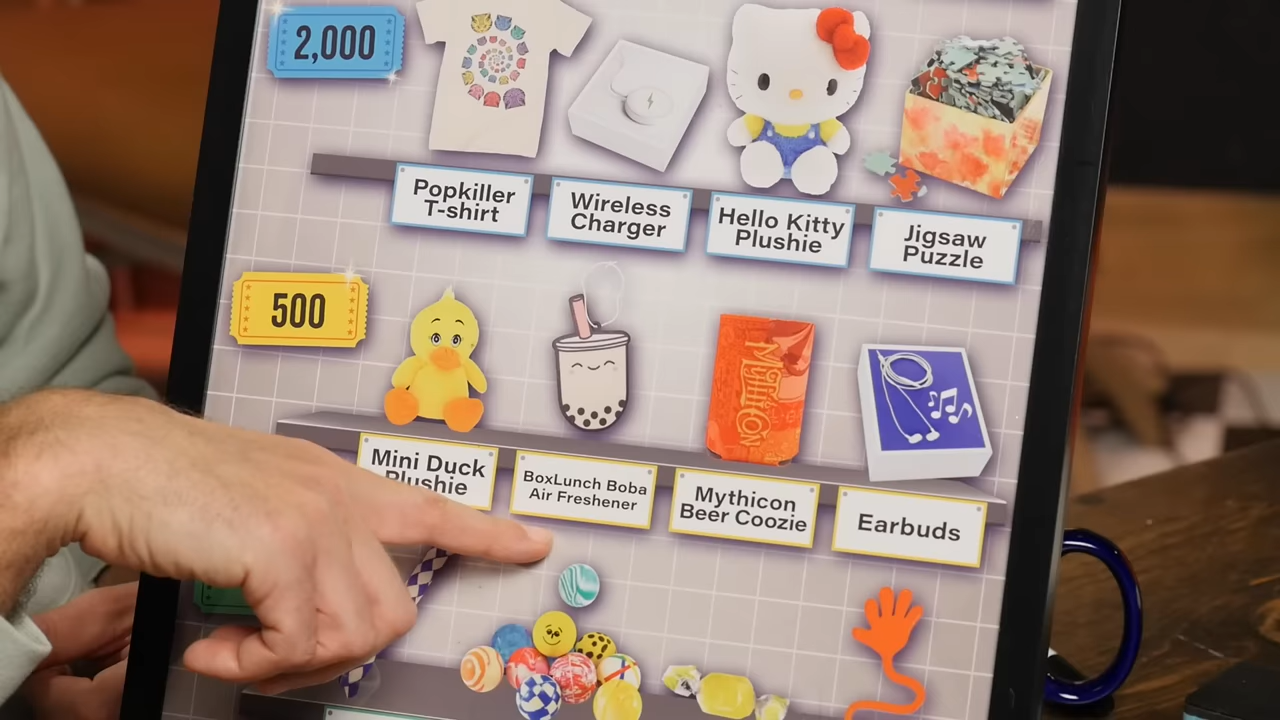 2,000
Popkiller
T-shirt
Wireless
Charger
Hello Kitty
Plushie
Jigsaw
Puzzle
500
MYTHICON
Mini Duck
Plushie
BoxLunch Boba
Air Freshener
Mythicon
Beer Coozie
Earbuds